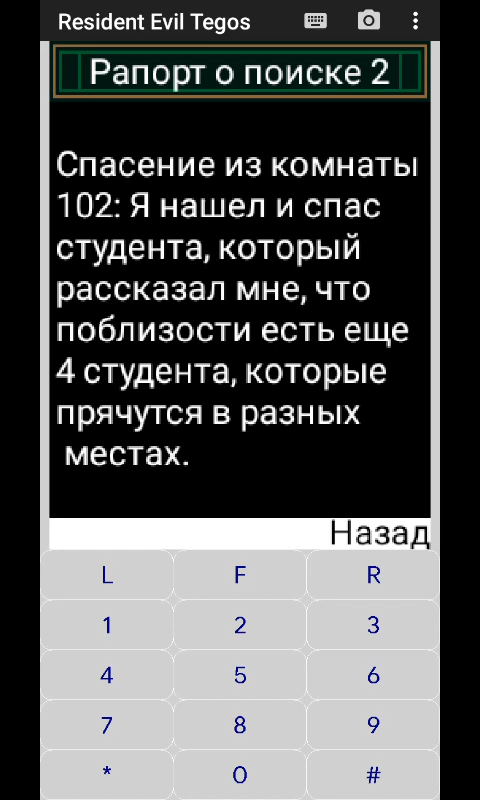 Resident Evil Tegos
Рапорт о поиске 2
Спасение из комнаты
102: Я нашел и спас
студента, который
рассказал мне, что
поблизости есть еще
4 студента, которые
прячутся в разных
местах.
Назад
L F R
1 2 3
4 5 6
7 8 9
* 0 #